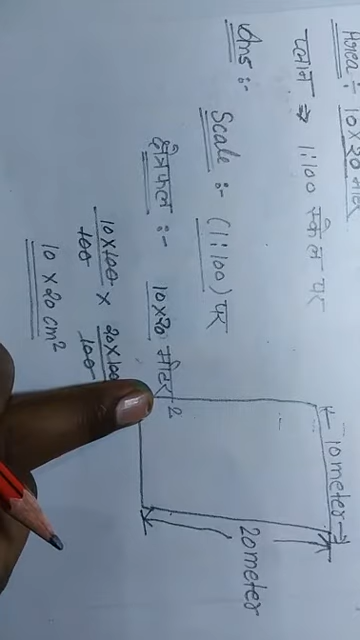 Area :- 10 X 20 मीटर
प्लान ⇒ 1:100 स्केल पर
Ans :-
Scale :- (1:100) पर
क्षेत्रफल :- 10 X 20 मीटर²
10 X 100 / 100 X 20 X 100 / 100
10 X 20 cm²
10 meter
20 meter